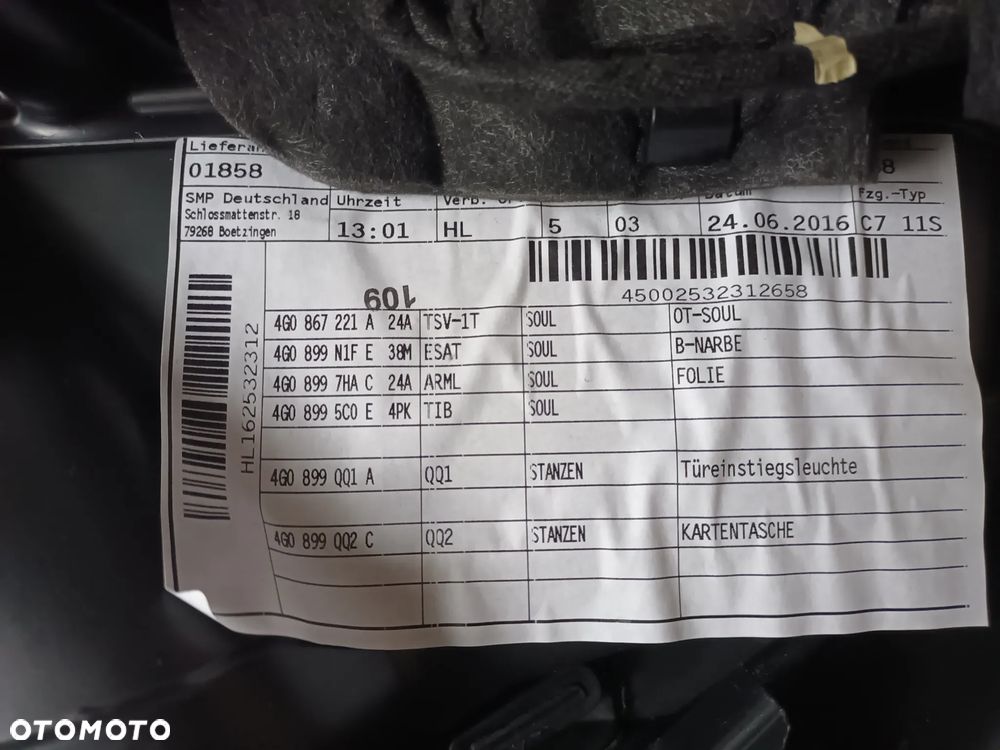 01858
8
SMP Deutschland Uhrzeit Fzg.-Typ
Schlossmattenstr. 18
79268 Boetzingen 13:01 HL 5 03 24.06.2016 C7 11S
45002532312658
109
HL162532312
4G0 867 221 A 24A TSV-1T SOUL OT-SOUL
4G0 899 N1F E 38M ESAT SOUL B-NARBE
4G0 899 7HA C 24A ARML SOUL FOLIE
4G0 899 5C0 E 4PK TIB SOUL
4G0 899 QQ1 A QQ1 STANZEN Türeinstiegsleuchte
4G0 899 QQ2 C QQ2 STANZEN KARTENTASCHE
OTOMOTO